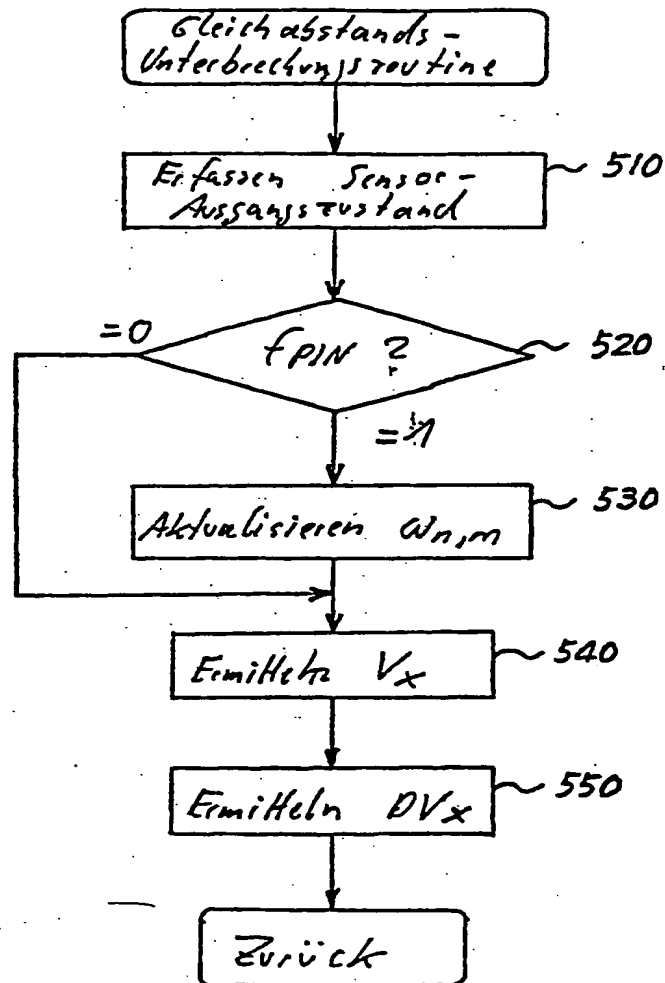 Gleichabstands-
Unterbrechungsroutine
Erfassen Sensor-
Ausgangszustand
510
=0
fPIN ?
520
=1
Aktualisieren ωn,m
530
Ermitteln Vx
540
Ermitteln DVx
550
Zurück